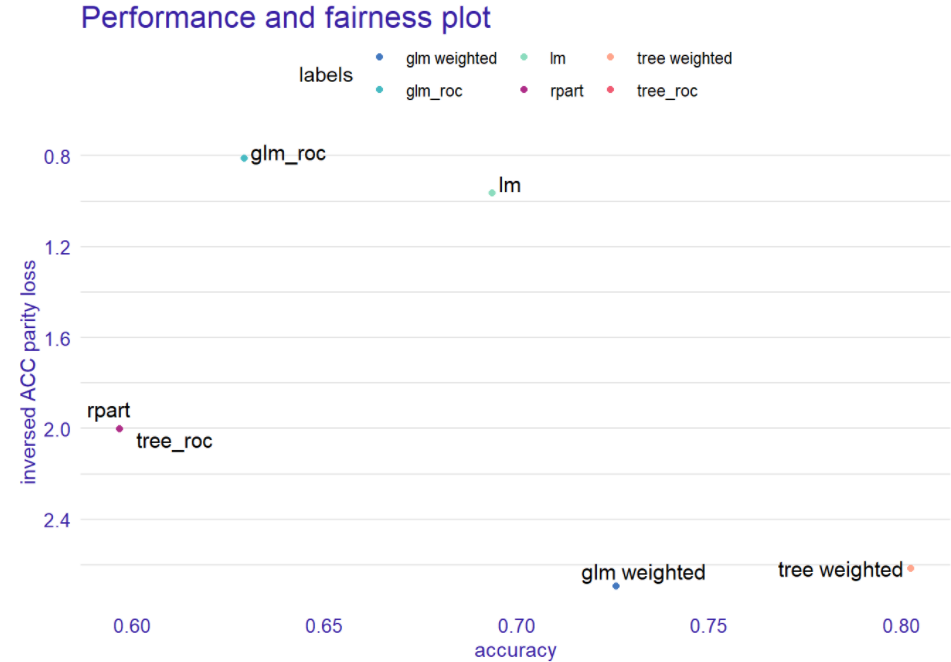 Performance and fairness plot
labels
glm weighted
lm
tree weighted
glm_roc
rpart
tree_roc
0.8
glm_roc
lm
1.2
1.6
rpart
2.0
tree_roc
2.4
glm weighted
tree weighted
inversed ACC parity loss
0.60
0.65
0.70
0.75
0.80
accuracy